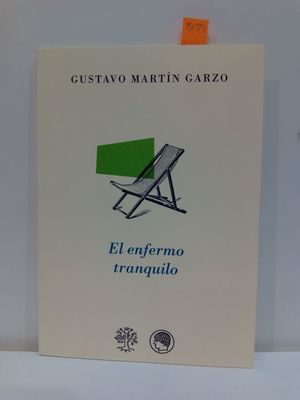 GUSTAVO MARTÍN GARZO
El enfermo
tranquilo